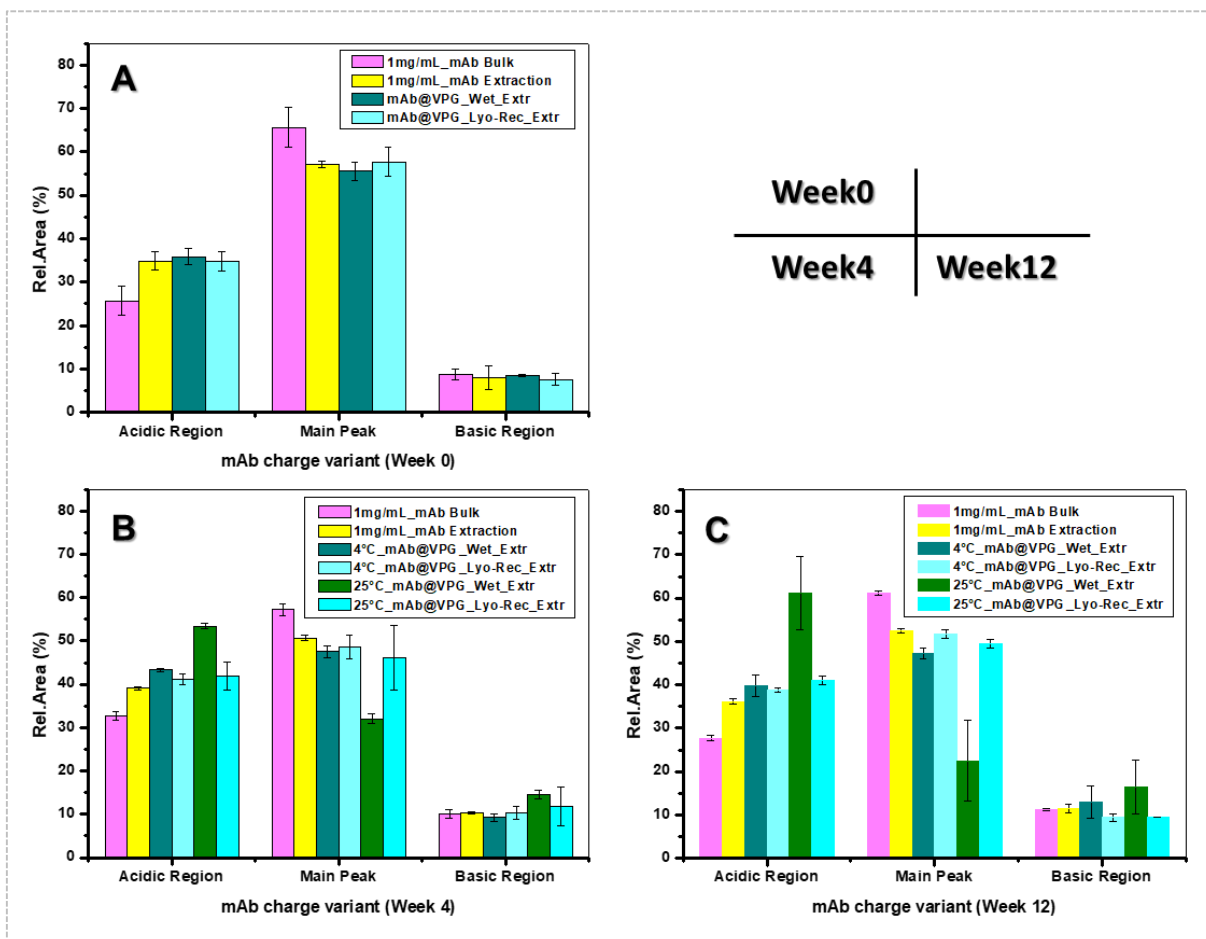 A
1mg/mL_mAb Bulk
1mg/mL_mAb Extraction
mAb@VPG_Wet_Extr
mAb@VPG_Lyo-Rec_Extr
Rel.Area (%)
80
70
60
50
40
30
20
10
0
Acidic Region Main Peak Basic Region
mAb charge variant (Week 0)
Week0
Week4 Week12
B
1mg/mL_mAb Bulk
1mg/mL_mAb Extraction
4°C_mAb@VPG_Wet_Extr
4°C_mAb@VPG_Lyo-Rec_Extr
25°C_mAb@VPG_Wet_Extr
25°C_mAb@VPG_Lyo-Rec_Extr
Rel.Area (%)
80
70
60
50
40
30
20
10
0
Acidic Region Main Peak Basic Region
mAb charge variant (Week 4)
C
1mg/mL_mAb Bulk
1mg/mL_mAb Extraction
4°C_mAb@VPG_Wet_Extr
4°C_mAb@VPG_Lyo-Rec_Extr
25°C_mAb@VPG_Wet_Extr
25°C_mAb@VPG_Lyo-Rec_Extr
Rel.Area (%)
80
70
60
50
40
30
20
10
0
Acidic Region Main Peak Basic Region
mAb charge variant (Week 12)